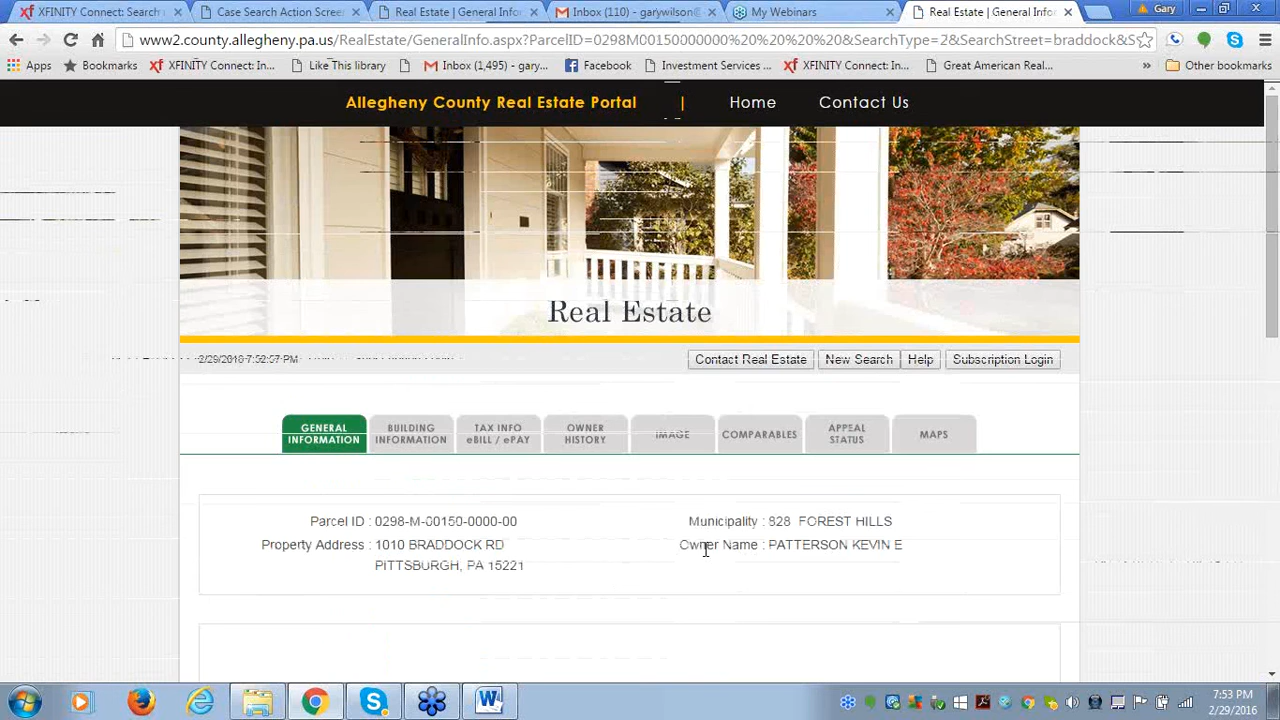 XFINITY Connect: Search
Case Search Action Screen
Real Estate | General Info
Inbox (110) - garywilson@
My Webinars
Real Estate | General Info
Gary
www2.county.allegheny.pa.us/RealEstate/GeneralInfo.aspx?ParcelID=0298M00150000000%20%20%20%20&SearchType=2&SearchStreet=braddock&S
Apps
Bookmarks
XFINITY Connect: In...
Like This library
Inbox (1,495) - gary...
Facebook
Investment Services ...
XFINITY Connect: In...
Great American Real...
»
Other bookmarks
Allegheny County Real Estate Portal | Home Contact Us
Real Estate
2/29/2016 7:52:57 PM
Contact Real Estate
New Search
Help
Subscription Login
GENERAL
INFORMATION
BUILDING
INFORMATION
TAX INFO
eBILL / ePAY
OWNER
HISTORY
IMAGE
COMPARABLES
APPEAL
STATUS
MAPS
Parcel ID : 0298-M-00150-0000-00
Municipality : 828 FOREST HILLS
Property Address : 1010 BRADDOCK RD
Owner Name : PATTERSON KEVIN E
PITTSBURGH, PA 15221
7:53 PM
2/29/2016